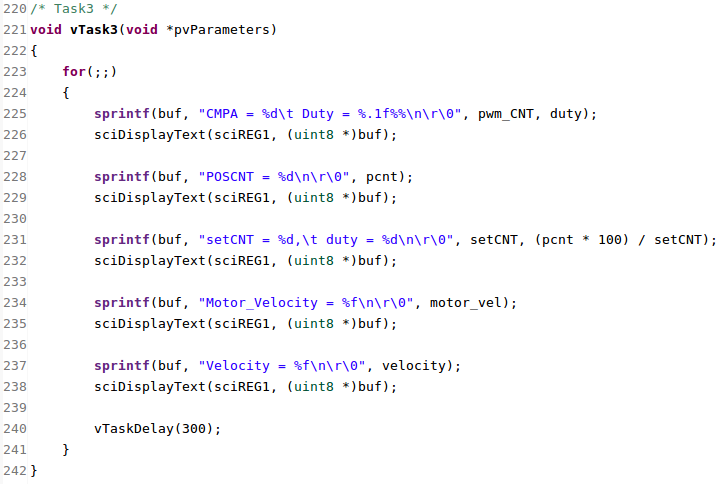 220 /* Task3 */
221 void vTask3(void *pvParameters)
222 {
223     for(;;)
224     {
225         sprintf(buf, "CMPA = %d\t Duty = %.1f%%\n\r\0", pwm_CNT, duty);
226         sciDisplayText(sciREG1, (uint8 *)buf);
227
228         sprintf(buf, "POSCNT = %d\n\r\0", pcnt);
229         sciDisplayText(sciREG1, (uint8 *)buf);
230
231         sprintf(buf, "setCNT = %d,\t duty = %d\n\r\0", setCNT, (pcnt * 100) / setCNT);
232         sciDisplayText(sciREG1, (uint8 *)buf);
233
234         sprintf(buf, "Motor_Velocity = %f\n\r\0", motor_vel);
235         sciDisplayText(sciREG1, (uint8 *)buf);
236
237         sprintf(buf, "Velocity = %f\n\r\0", velocity);
238         sciDisplayText(sciREG1, (uint8 *)buf);
239
240         vTaskDelay(300);
241     }
242 }